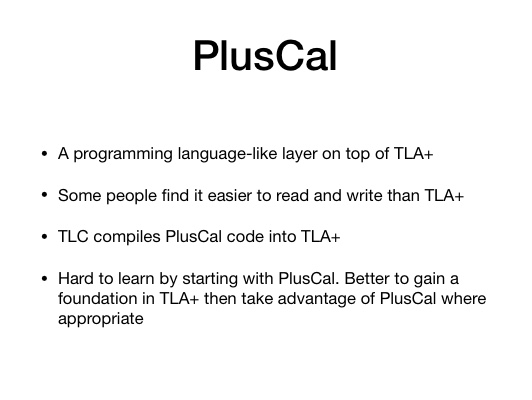 PlusCal
• A programming language-like layer on top of TLA+
• Some people find it easier to read and write than TLA+
• TLC compiles PlusCal code into TLA+
• Hard to learn by starting with PlusCal. Better to gain a
foundation in TLA+ then take advantage of PlusCal where
appropriate